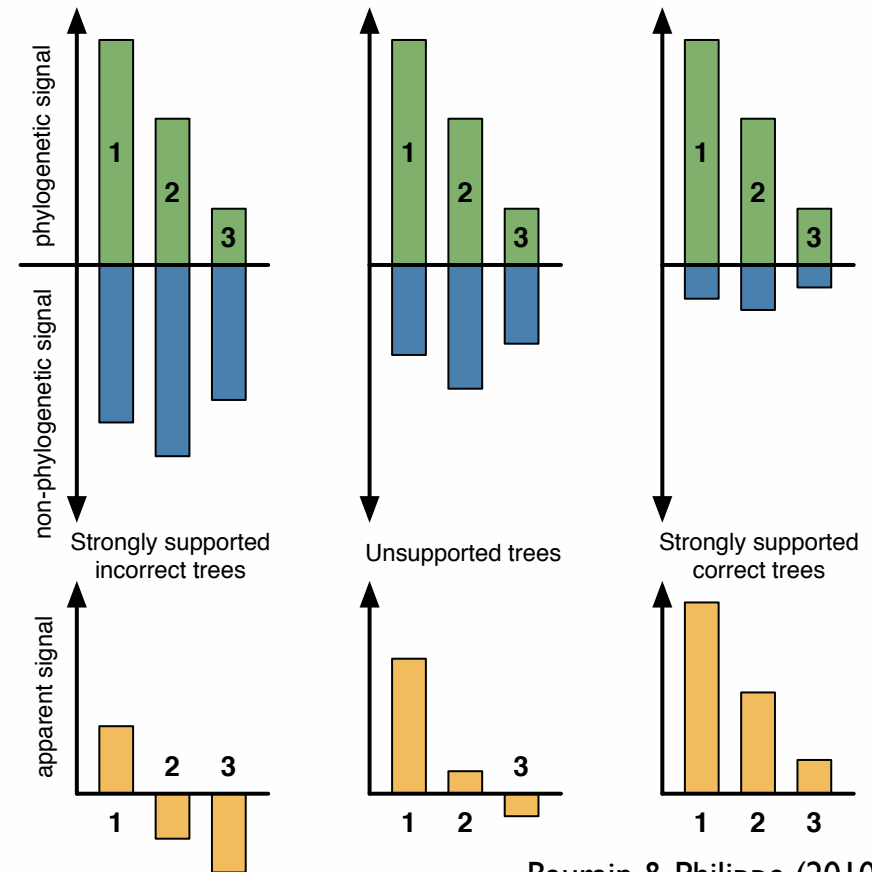 phylogenetic signal
1
2
3
1
2
3
1
2
3
non-phylogenetic signal
Strongly supported
incorrect trees
Unsupported trees
Strongly supported
correct trees
apparent signal
2 3
1
3
1 2
1 2 3
(2010